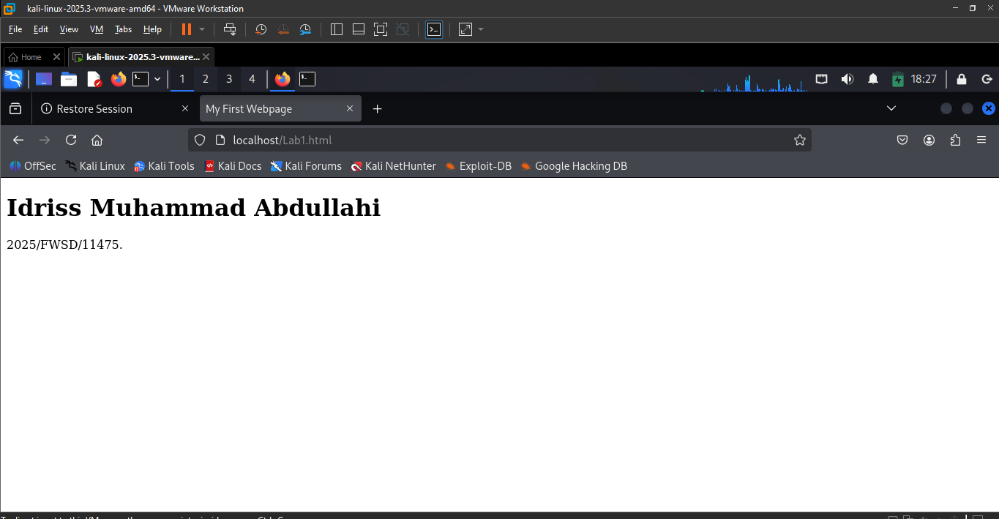 kali-linux-2025.3-vmware-amd64 - VMware Workstation
File Edit View VM Tabs Help
Home kali-linux-2025.3-vmware...
1 2 3 4 18:27
Restore Session My First Webpage
localhost/Lab1.html
OffSec Kali Linux Kali Tools Kali Docs Kali Forums Kali NetHunter Exploit-DB Google Hacking DB
Idriss Muhammad Abdullahi
2025/FWSD/11475.